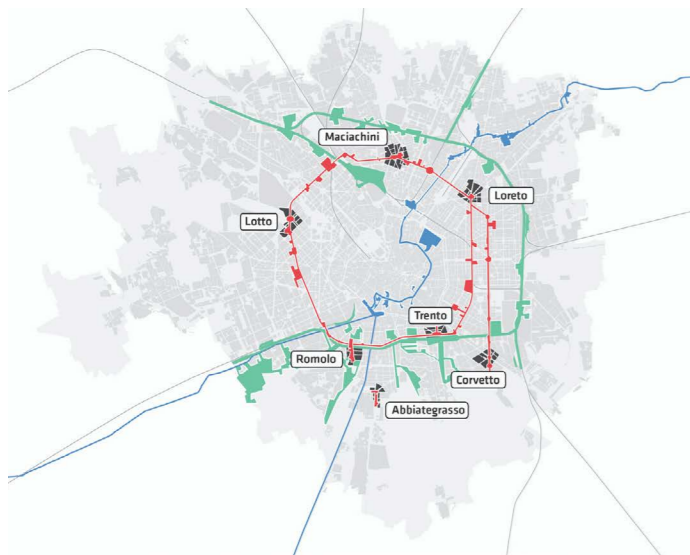 Maciachini
Loreto
Lotto
Trento
Romolo
Corvetto
Abbiategrasso